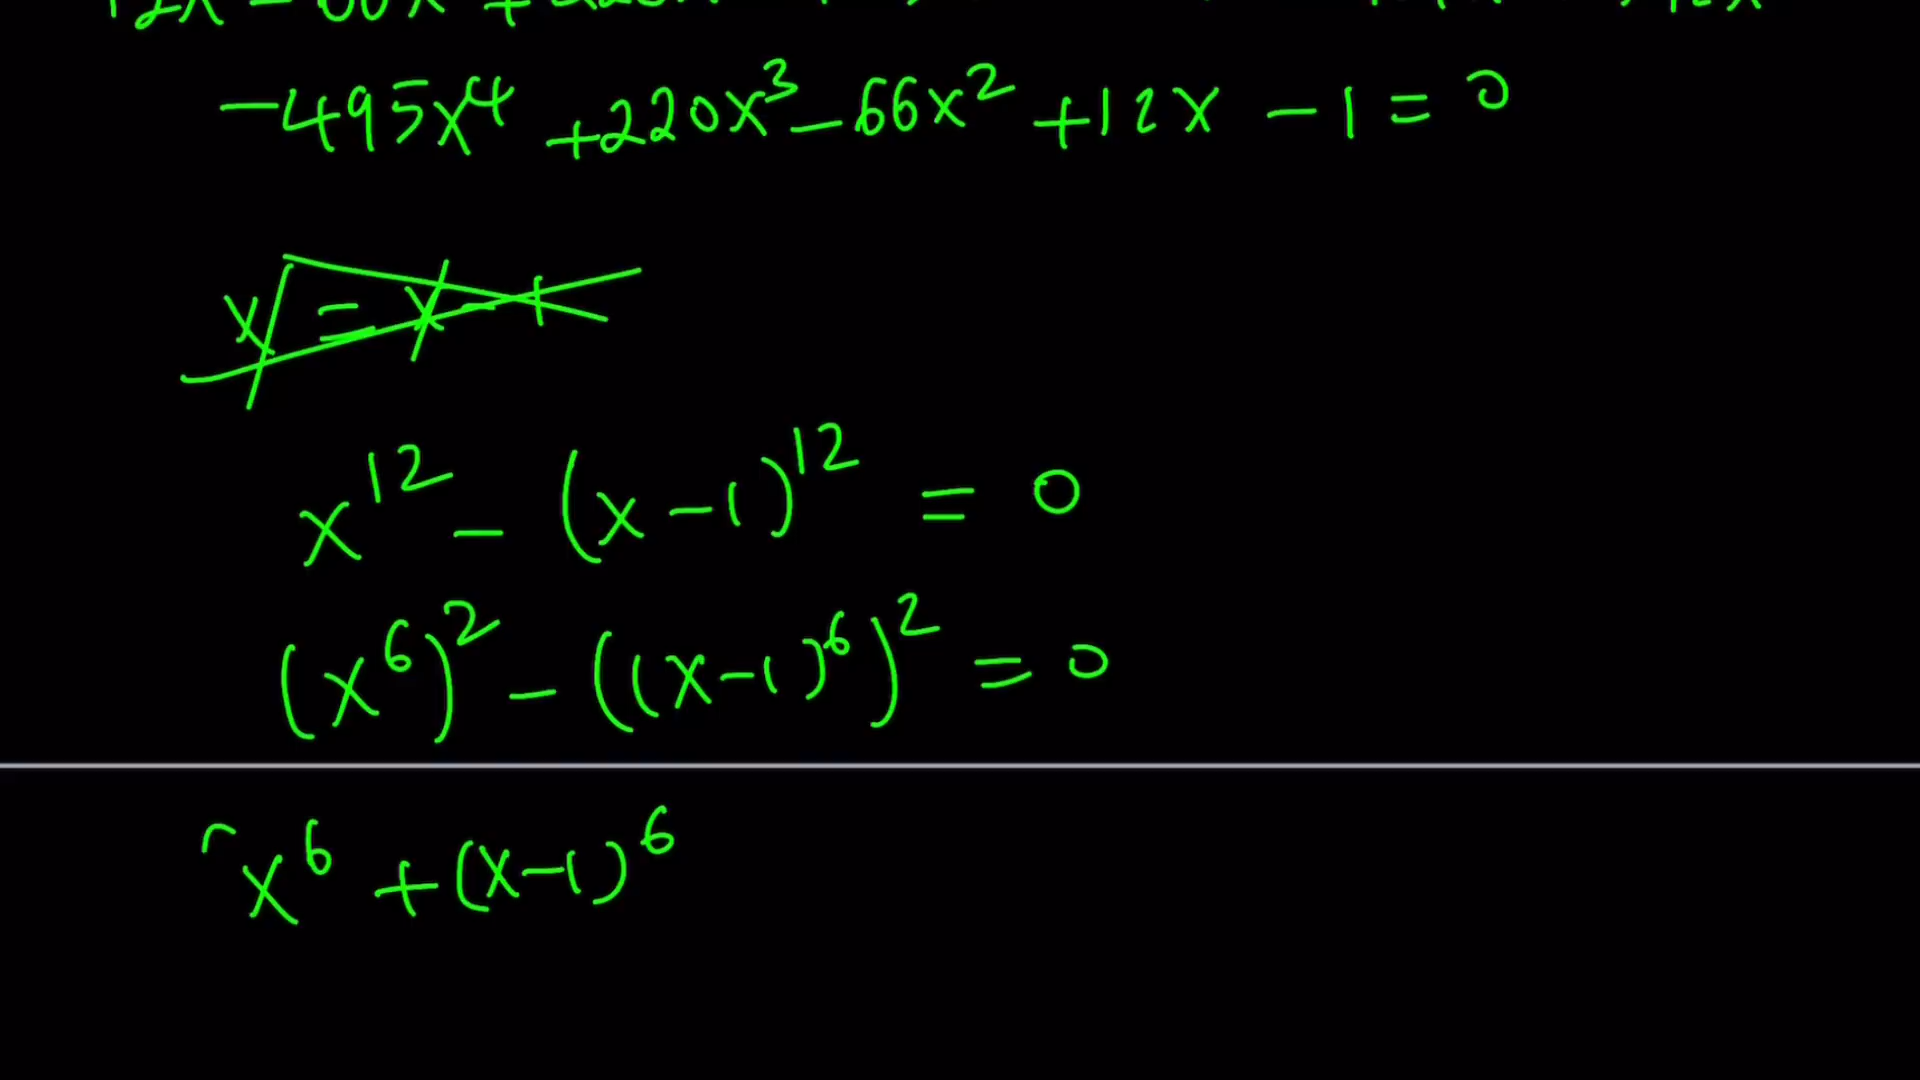 -495x⁴ +220x³ - 66x² +12x - 1 = 0
x = x - 1
x¹² - (x-1)¹² = 0
(x⁶)² - ((x-1)⁶)² = 0
x⁶ + (x-1)⁶